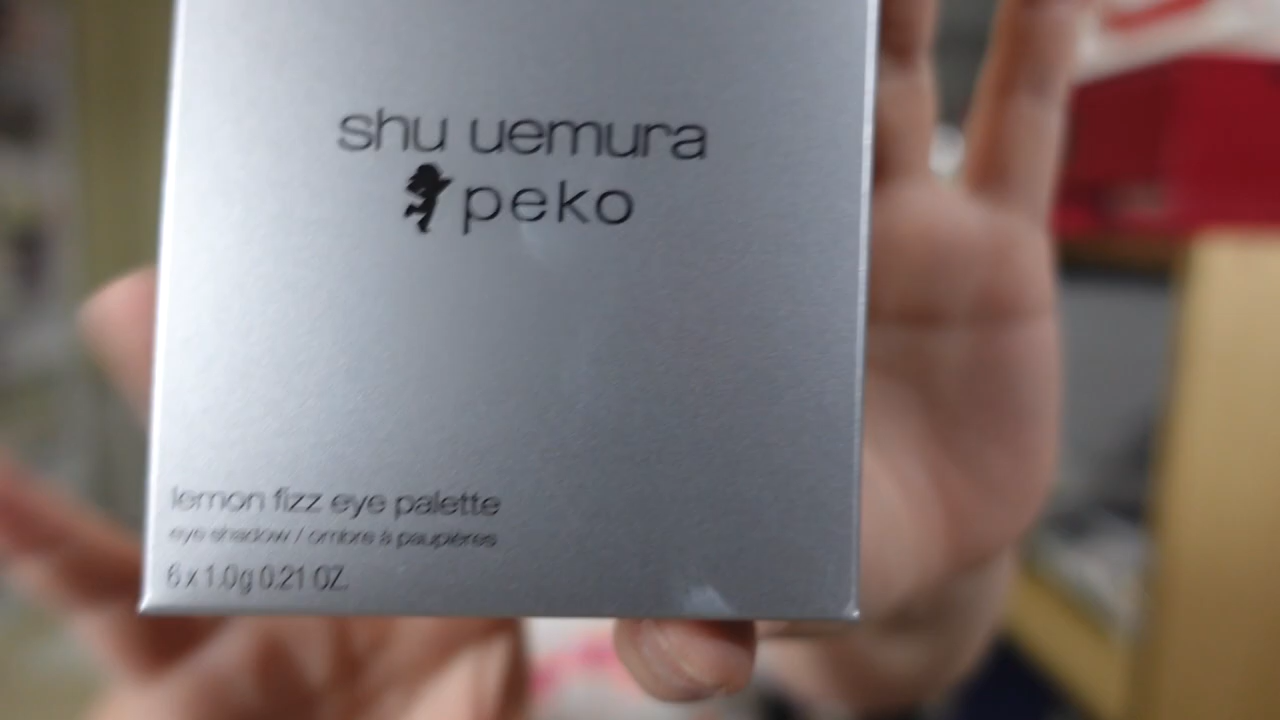 shu uemura
peko
lemon fizz eye palette
eye shadow / ombre à paupières
6 x 1.0g 0.21 OZ.